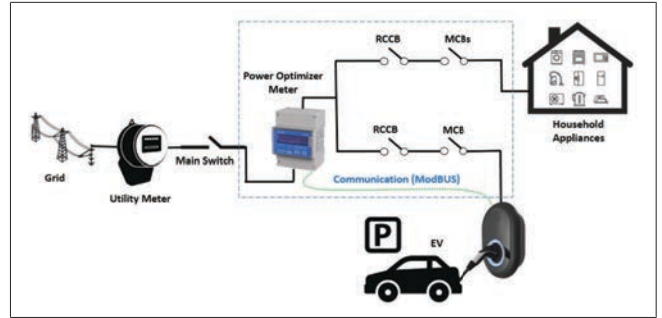 RCCB
MCBs
Power Optimizer
Meter
Household
Appliances
RCCB
MCB
Main Switch
Grid
Utility Meter
Communication (ModBUS)
P
EV